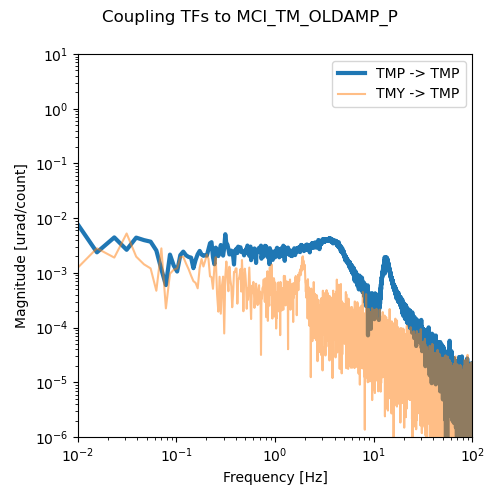 Coupling TFs to MCI_TM_OLDAMP_P
TMP -> TMP
TMY -> TMP
Magnitude [urad/count]
10^1
10^0
10^-1
10^-2
10^-3
10^-4
10^-5
10^-6
10^-2
10^-1
10^0
10^1
10^2
Frequency [Hz]